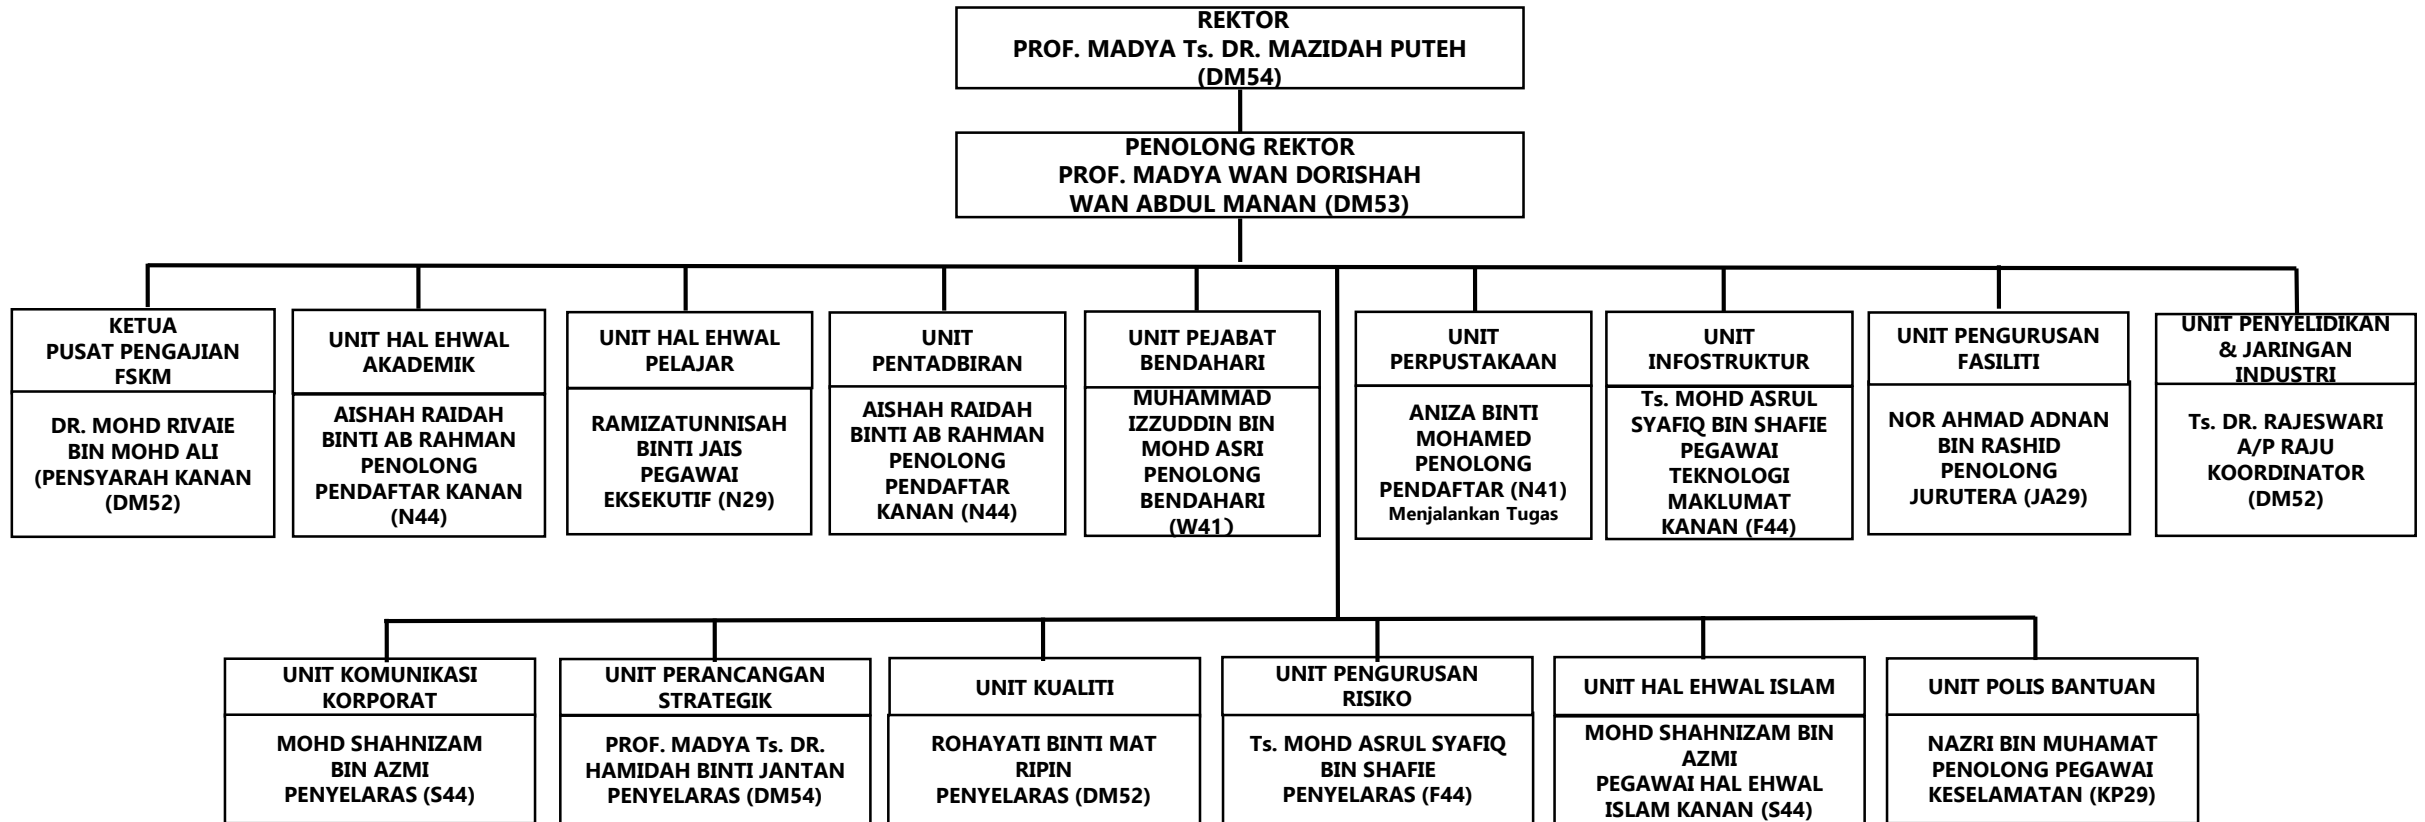 REKTOR
PROF. MADYA Ts. DR. MAZIDAH PUTEH
(DM54)
PENOLONG REKTOR
PROF. MADYA WAN DORISHAH
WAN ABDUL MANAN (DM53)
KETUA
PUSAT PENGAJIAN
FSKM
DR. MOHD RIVAIE
BIN MOHD ALI
(PENSYARAH KANAN
(DM52)
UNIT HAL EHWAL
AKADEMIK
AISHAH RAIDAH
BINTI AB RAHMAN
PENOLONG
PENDAFTAR KANAN
(N44)
UNIT HAL EHWAL
PELAJAR
RAMIZATUNNISAH
BINTI JAIS
PEGAWAI
EKSEKUTIF (N29)
UNIT
PENTADBIRAN
AISHAH RAIDAH
BINTI AB RAHMAN
PENOLONG
PENDAFTAR
KANAN (N44)
UNIT PEJABAT
BENDAHARI
MUHAMMAD
IZZUDDIN BIN
MOHD ASRI
PENOLONG
BENDAHARI
(W41）
UNIT
PERPUSTAKAAN
ANIZA BINTI
MOHAMED
PENOLONG
PENDAFTAR (N41)
Menjalankan Tugas
UNIT
INFOSTRUKTUR
Ts. MOHD ASRUL
SYAFIQ BIN SHAFIE
PEGAWAI
TEKNOLOGI
MAKLUMAT
KANAN (F44)
UNIT PENGURUSAN
FASILITI
NOR AHMAD ADNAN
BIN RASHID
PENOLONG
JURUTERA (JA29)
UNIT PENYELIDIKAN
& JARINGAN
INDUSTRI
Ts. DR. RAJESWARI
A/P RAJU
KOORDINATOR
(DM52)
UNIT KOMUNIKASI
KORPORAT
MOHD SHAHNIZAM
BIN AZMI
PENYELARAS (S44)
UNIT PERANCANGAN
STRATEGIK
PROF. MADYA Ts. DR.
HAMIDAH BINTI JANTAN
PENYELARAS (DM54)
UNIT KUALITI
ROHAYATI BINTI MAT
RIPIN
PENYELARAS (DM52)
UNIT PENGURUSAN
RISIKO
Ts. MOHD ASRUL SYAFIQ
BIN SHAFIE
PENYELARAS (F44)
UNIT HAL EHWAL ISLAM
MOHD SHAHNIZAM BIN
AZMI
PEGAWAI HAL EHWAL
ISLAM KANAN (S44)
UNIT POLIS BANTUAN
NAZRI BIN MUHAMAT
PENOLONG PEGAWAI
KESELAMATAN (KP29)